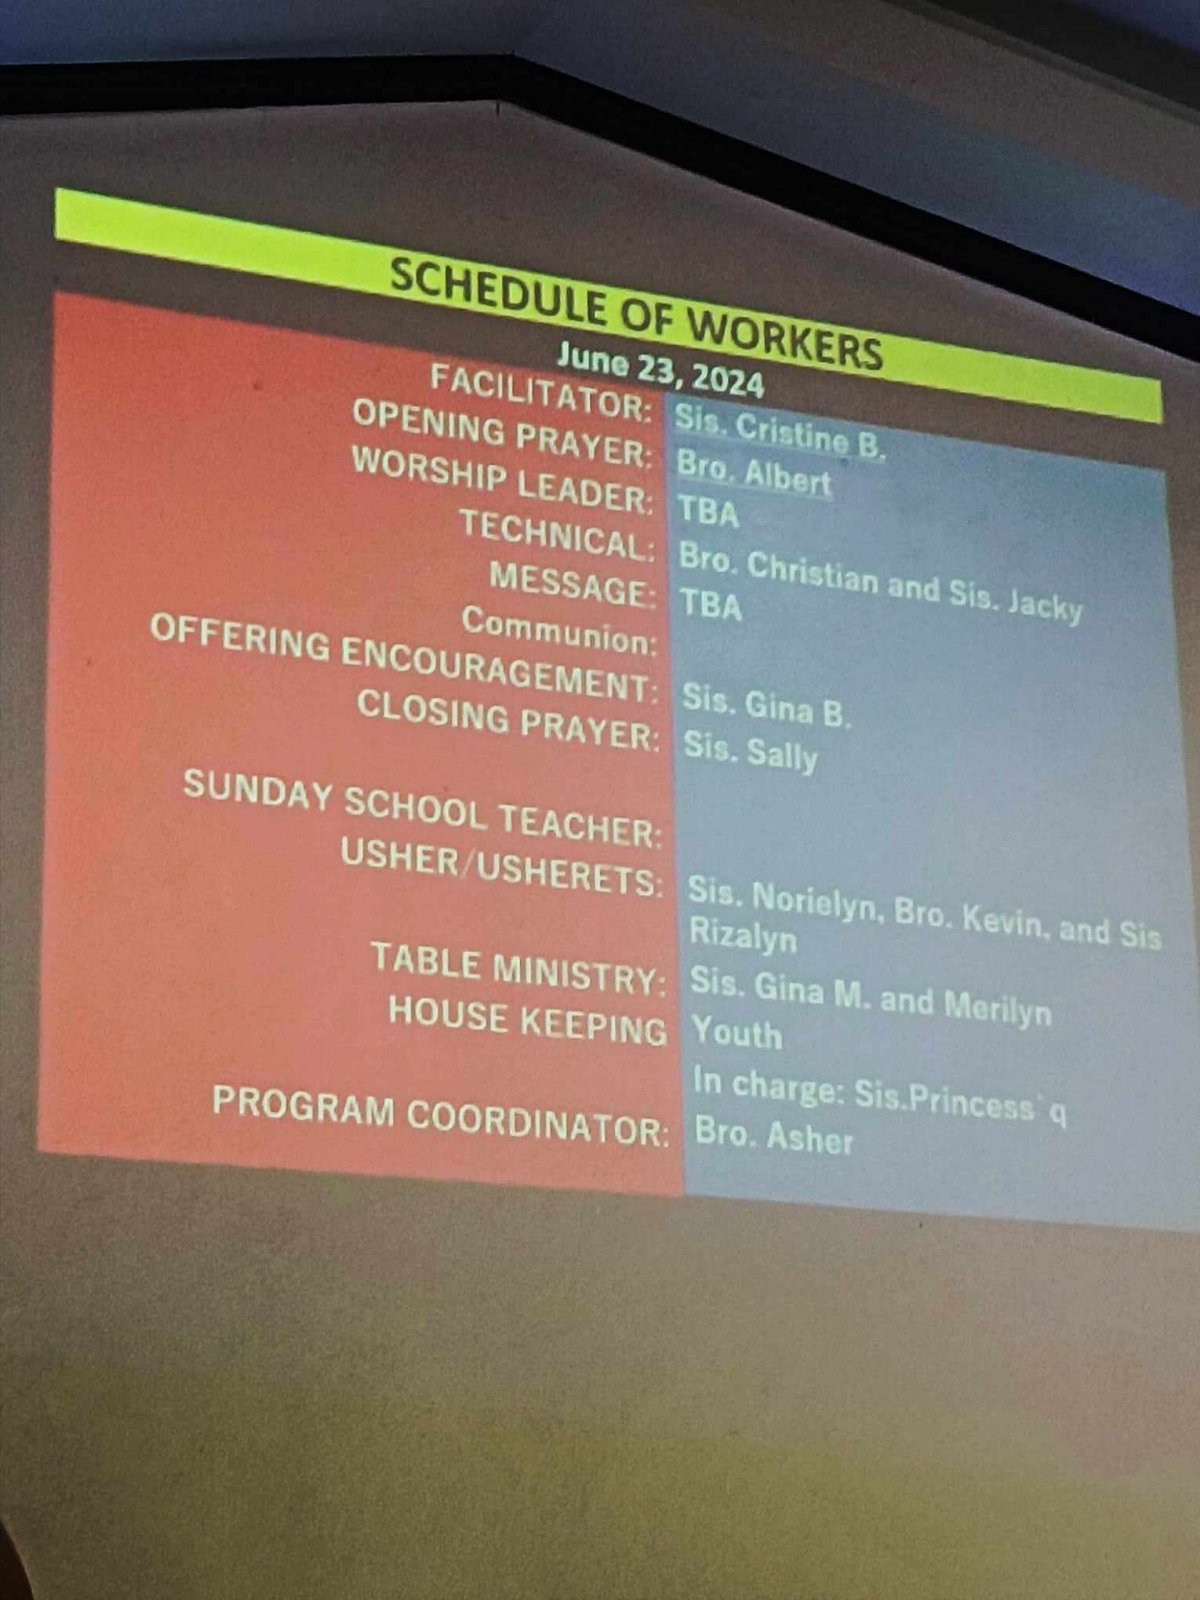 SCHEDULE OF WORKERS
June 23, 2024
FACILITATOR: Sis. Cristine B.
OPENING PRAYER: Bro. Albert
WORSHIP LEADER: TBA
TECHNICAL: Bro. Christian and Sis. Jacky
MESSAGE: TBA
Communion:
OFFERING ENCOURAGEMENT: Sis. Gina B.
CLOSING PRAYER: Sis. Sally
SUNDAY SCHOOL TEACHER:
USHER/USHERETS: Sis. Norielyn, Bro. Kevin, and Sis
Rizalyn
TABLE MINISTRY: Sis. Gina M. and Merilyn
HOUSE KEEPING Youth
In charge: Sis.Princess`q
PROGRAM COORDINATOR: Bro. Asher